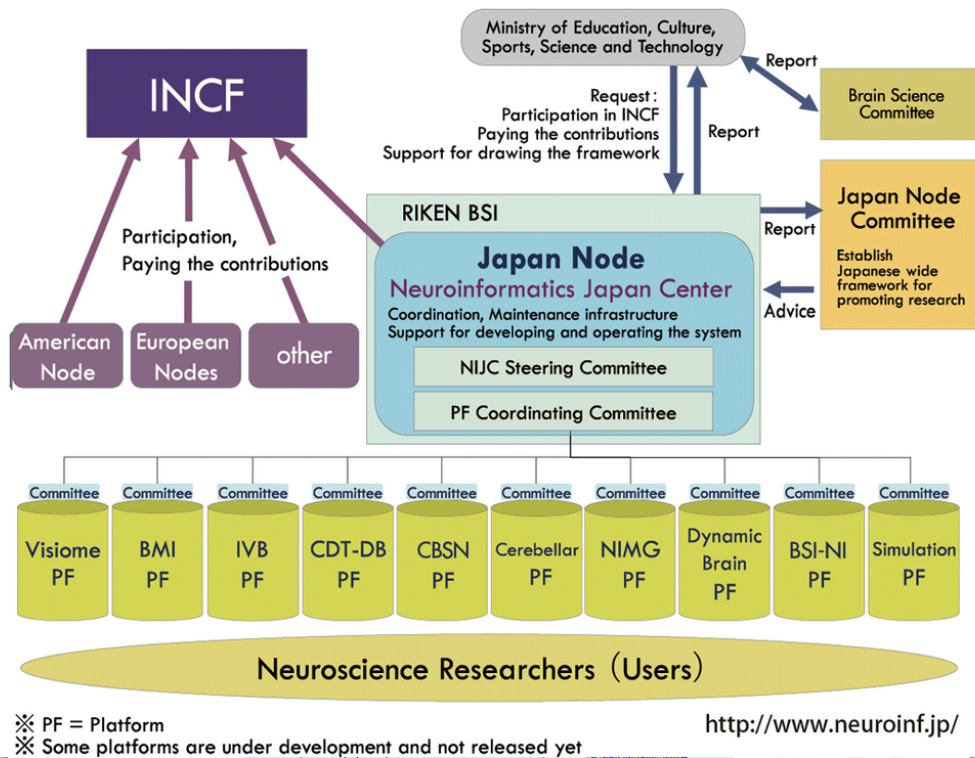 Ministry of Education, Culture,
Sports, Science and Technology
INCF
Report
Brain Science
Committee
Request:
Participation in INCF
Paying the contributions
Support for drawing the framework
Report
RIKEN BSI
Report
Japan Node
Committee
Establish
Japanese wide
framework for
promoting research
Advice
Participation,
Paying the contributions
American
Node
European
Nodes
other
Japan Node
Neuroinformatics Japan Center
Coordination, Maintenance infrastructure
Support for developing and operating the system
NIJC Steering Committee
PF Coordinating Committee
Committee
Visiome
PF
Committee
BMI
PF
Committee
IVB
PF
Committee
CDT-DB
PF
Committee
CBSN
PF
Committee
Cerebellar
PF
Committee
NIMG
PF
Committee
Dynamic
Brain
PF
Committee
BSI-NI
PF
Committee
Simulation
PF
Neuroscience Researchers（Users）
※ PF = Platform
※ Some platforms are under development and not released yet
http://www.neuroinf.jp/